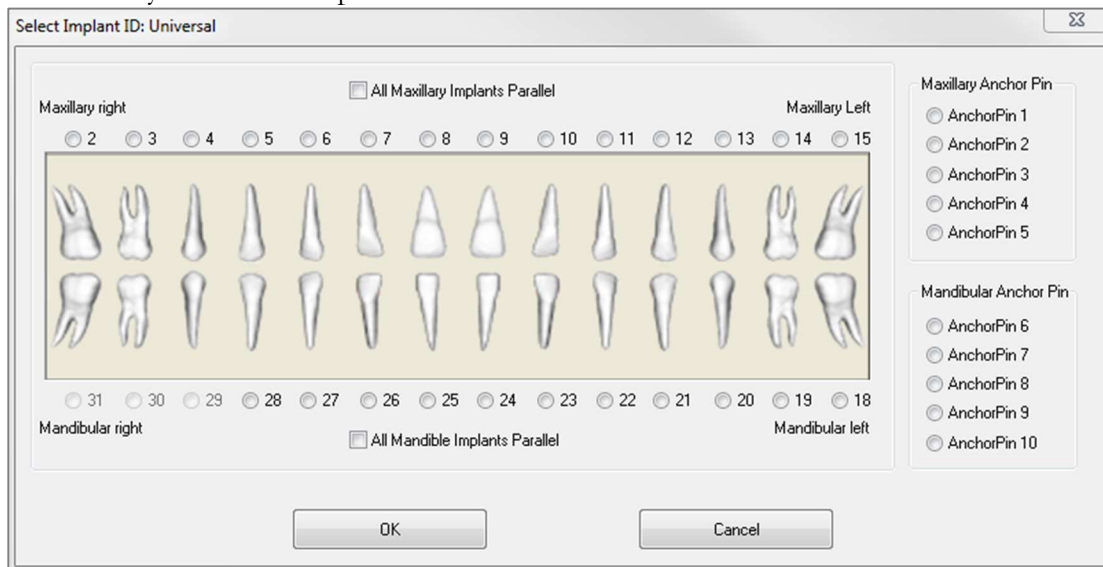 Select Implant ID: Universal
All Maxillary Implants Parallel
Maxillary right
Maxillary Left
2 3 4 5 6 7 8 9 10 11 12 13 14 15
31 30 29 28 27 26 25 24 23 22 21 20 19 18
Mandibular right
Mandibular left
All Mandible Implants Parallel
Maxillary Anchor Pin
AnchorPin 1
AnchorPin 2
AnchorPin 3
AnchorPin 4
AnchorPin 5
Mandibular Anchor Pin
AnchorPin 6
AnchorPin 7
AnchorPin 8
AnchorPin 9
AnchorPin 10
OK
Cancel